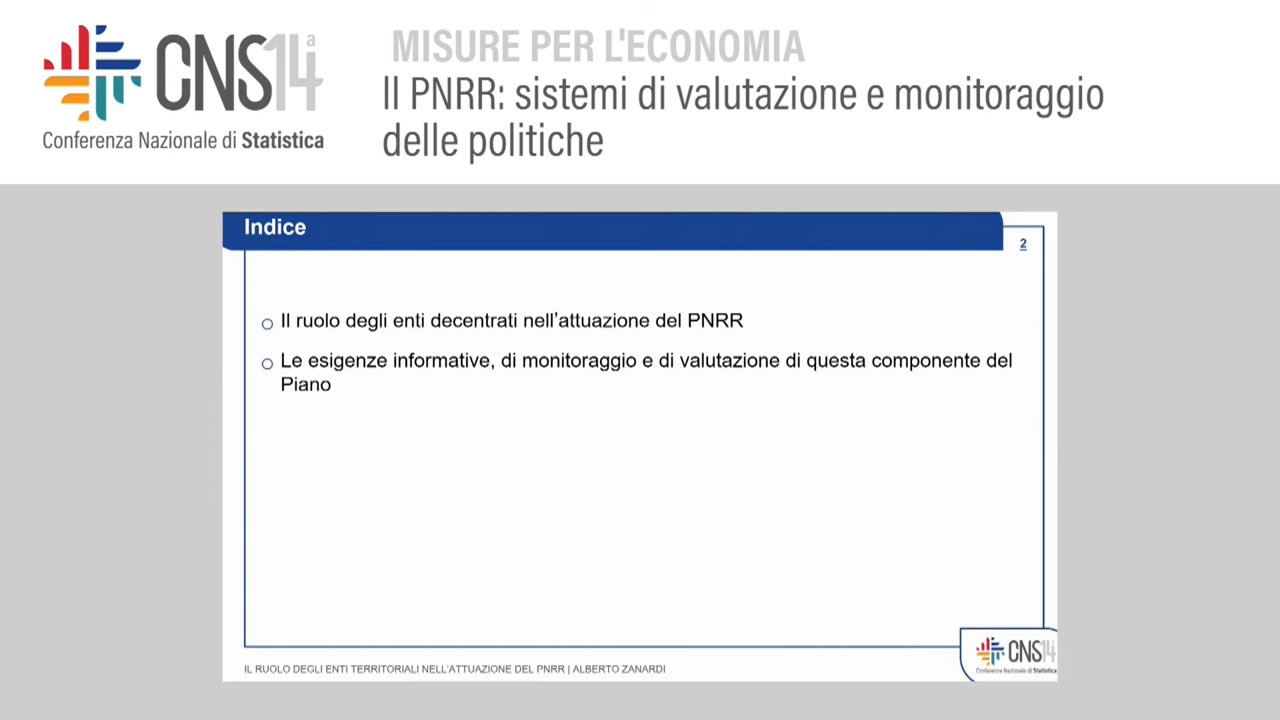 CNS14ª
Conferenza Nazionale di Statistica
MISURE PER L'ECONOMIA
Il PNRR: sistemi di valutazione e monitoraggio
delle politiche
Indice
2
Il ruolo degli enti decentrati nell’attuazione del PNRR
Le esigenze informative, di monitoraggio e di valutazione di questa componente del
Piano
IL RUOLO DEGLI ENTI TERRITORIALI NELL’ATTUAZIONE DEL PNRR | ALBERTO ZANARDI
CNS14
Conferenza Nazionale di Statistica